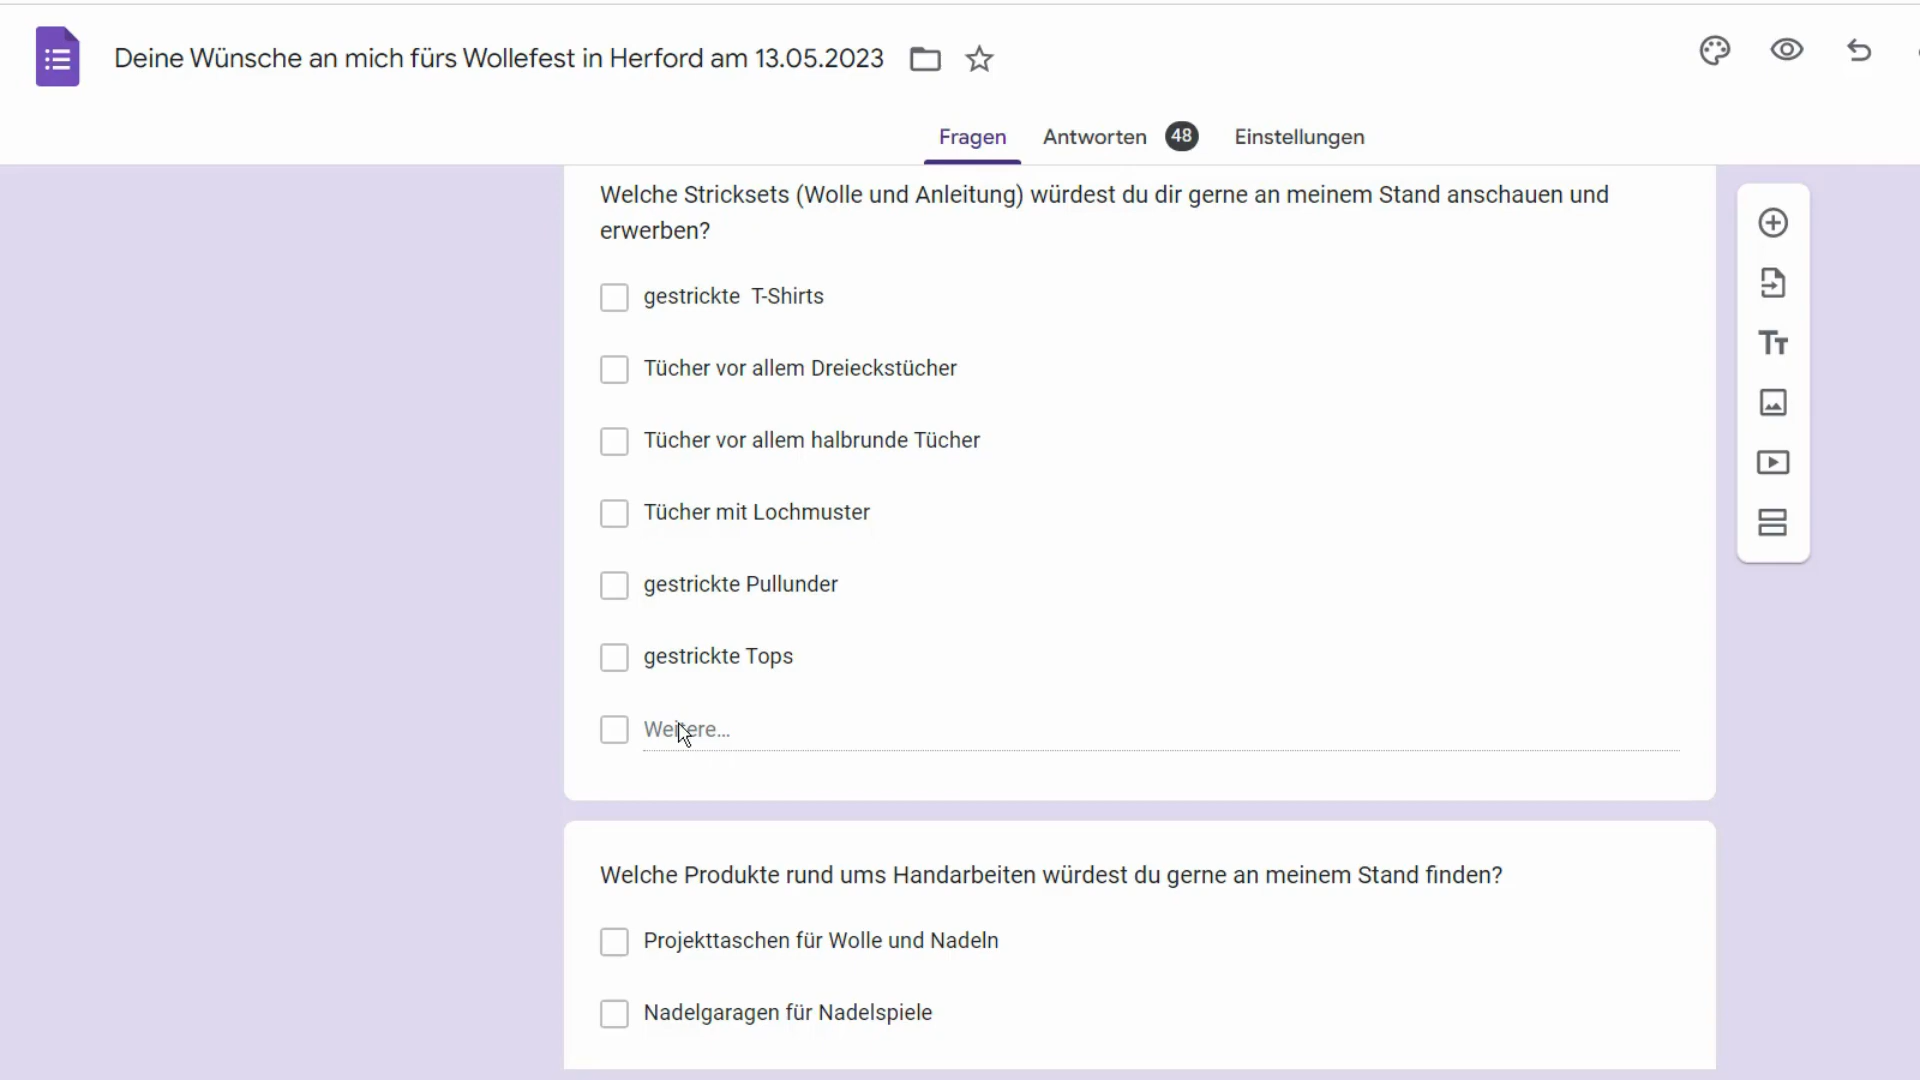 Deine Wünsche an mich fürs Wollefest in Herford am 13.05.2023
Fragen Antworten 48 Einstellungen
Welche Stricksets (Wolle und Anleitung) würdest du dir gerne an meinem Stand anschauen und
erwerben?
gestrickte T-Shirts
Tücher vor allem Dreieckstücher
Tücher vor allem halbrunde Tücher
Tücher mit Lochmuster
gestrickte Pullunder
gestrickte Tops
Weitere...
Welche Produkte rund ums Handarbeiten würdest du gerne an meinem Stand finden?
Projekttaschen für Wolle und Nadeln
Nadelgaragen für Nadelspiele